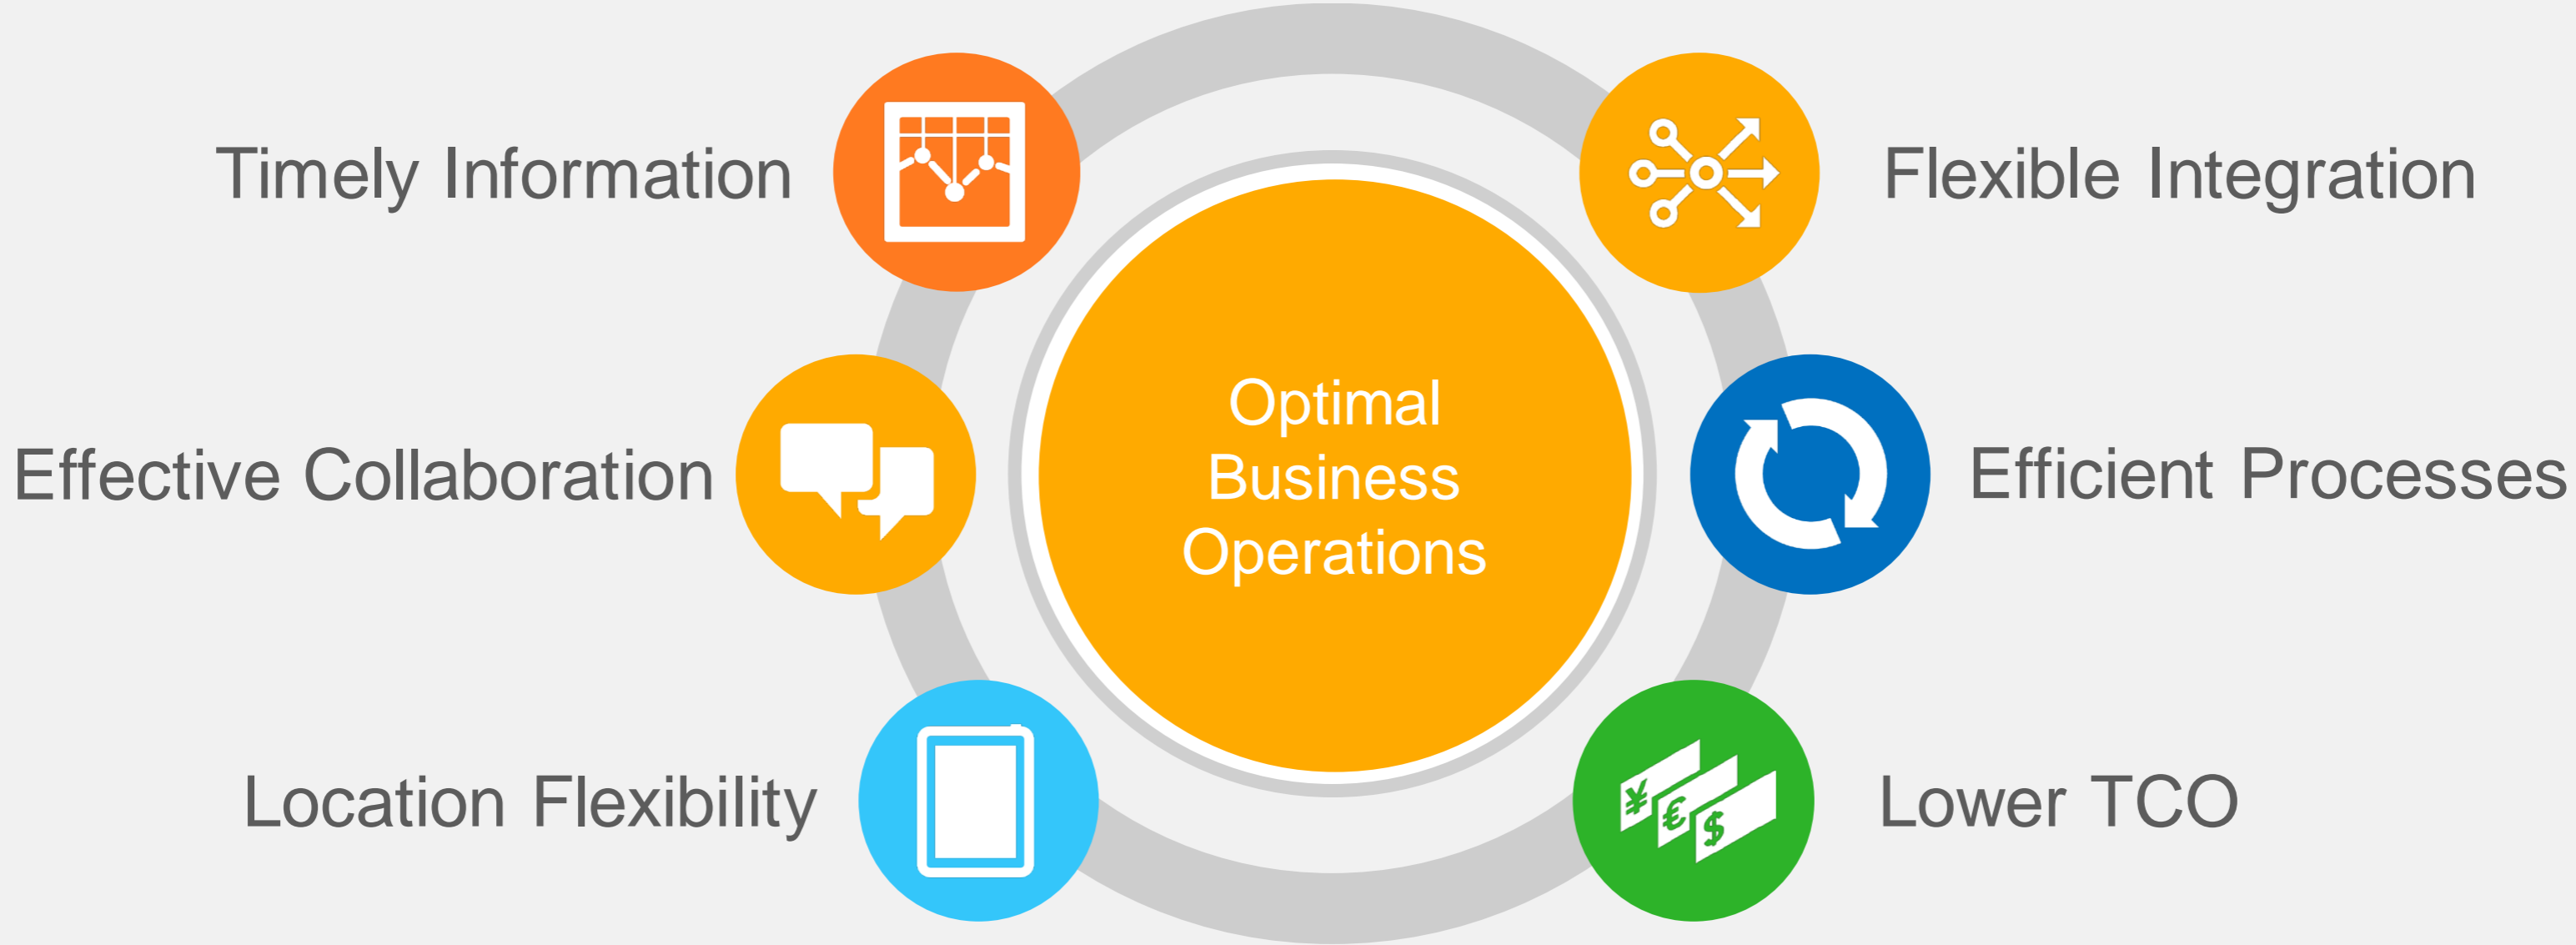 Timely Information
Flexible Integration
Optimal
Business
Operations
Effective Collaboration
Efficient Processes
Location Flexibility
Lower TCO
¥
€
$